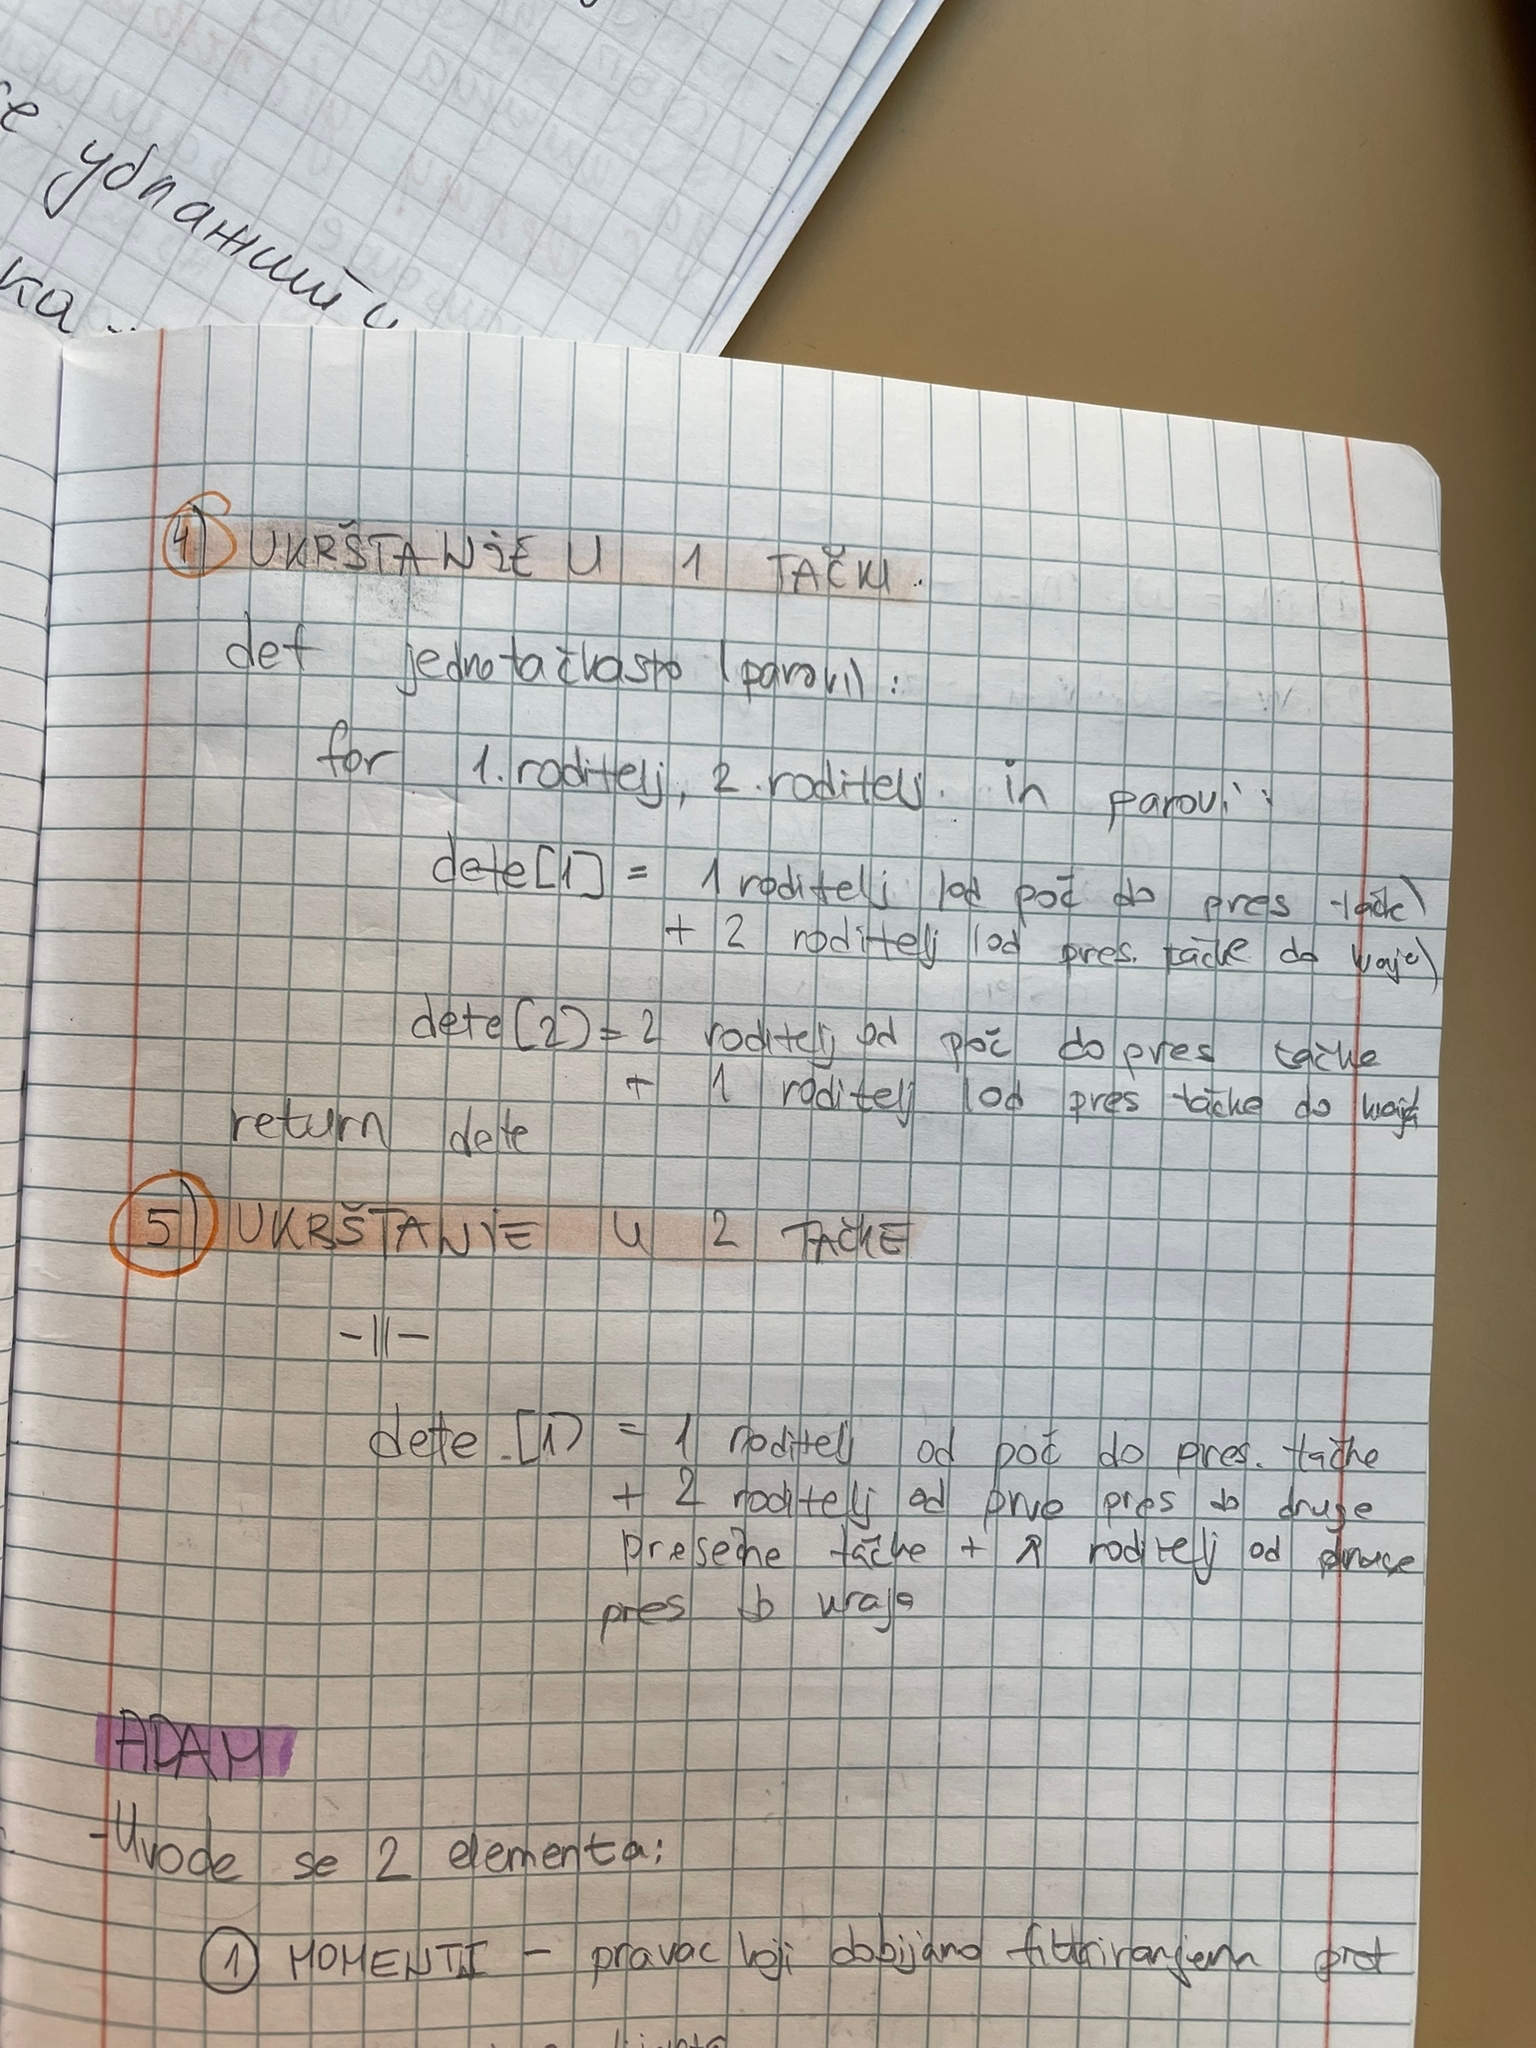 убпажнии
ка..
4) UKRŠTANJE U 1 TAČKI.
def jednotačkasto (parovi):
for 1. roditelj, 2. roditelj. in parovi:
dete[1] = 1 roditelj (od poč do pres tačke)
+ 2 roditelj (od pres. tačke do kraja)
dete[2] = 2 roditelj od poč do pres tačke
+ 1 roditelj (od pres tačke do kraja
return dete
5) UKRŠTANJE U 2 TAČKE
-||-
dete.[1) = 1 roditelj od poč do pres. tačke
+ 2 roditelj od prve pres do druge
presečne tačke + 1 roditelj od druge
pres do kraja
ADAM
-Uvode se 2 elementa:
1 MOMENTI - pravac koji dobijamo filtriranjem pret